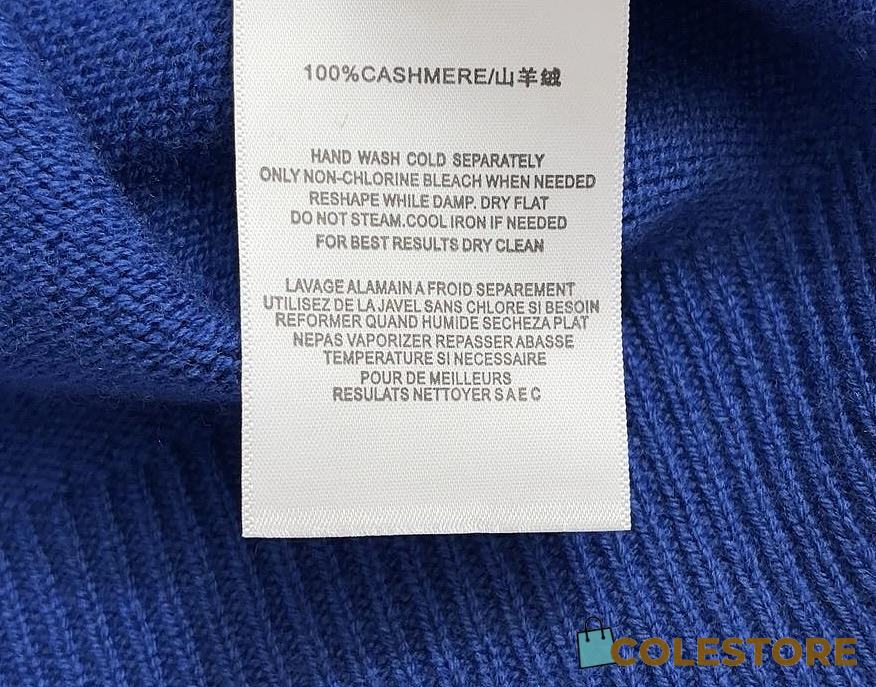 100%CASHMERE/山羊绒
HAND WASH COLD SEPARATELY
ONLY NON-CHLORINE BLEACH WHEN NEEDED
RESHAPE WHILE DAMP. DRY FLAT
DO NOT STEAM.COOL IRON IF NEEDED
FOR BEST RESULTS DRY CLEAN
LAVAGE ALAMAIN A FROID SEPAREMENT
UTILISEZ DE LA JAVEL SANS CHLORE SI BESOIN
REFORMER QUAND HUMIDE SECHEZA PLAT
NEPAS VAPORIZER REPASSER ABASSE
TEMPERATURE SI NECESSAIRE
POUR DE MEILLEURS
RESULATS NETTOYER S A E C
COLESTORE